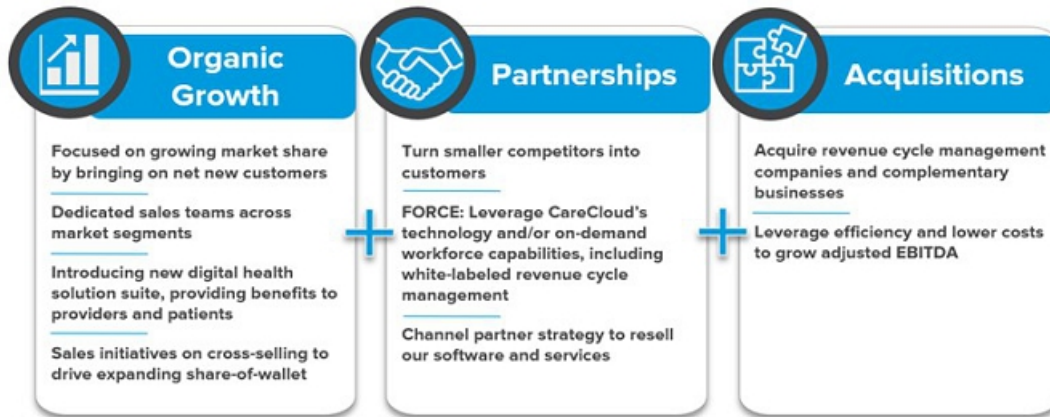 Organic
Growth
Focused on growing market share
by bringing on net new customers
Dedicated sales teams across
market segments
Introducing new digital health
solution suite, providing benefits to
providers and patients
Sales initiatives on cross-selling to
drive expanding share-of-wallet
+
Partnerships
Turn smaller competitors into
customers
FORCE: Leverage CareCloud's
technology and/or on-demand
workforce capabilities, including
white-labeled revenue cycle
management
Channel partner strategy to resell
our software and services
+
Acquisitions
Acquire revenue cycle management
companies and complementary
businesses
Leverage efficiency and lower costs
to grow adjusted EBITDA